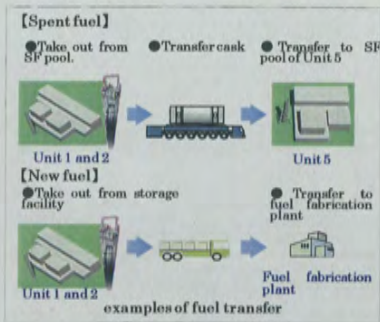 【Spent fuel】
●Take out from SF pool.
●Transfer cask
● Transfer to SF pool of Unit 5
Unit 1 and 2
Unit 5
【New fuel】
●Take out from storage facility
● Transfer to fuel fabrication plant
Unit 1 and 2
Fuel fabrication plant
examples of fuel transfer